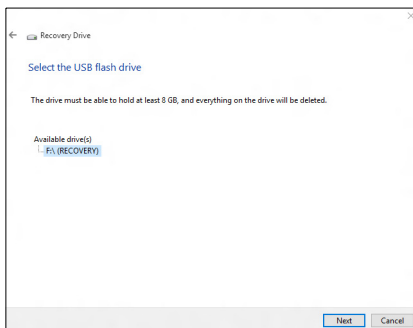 Recovery Drive
Select the USB flash drive
The drive must be able to hold at least 8 GB, and everything on the drive will be deleted.
Available drive(s)
F:\ (RECOVERY)
Next Cancel